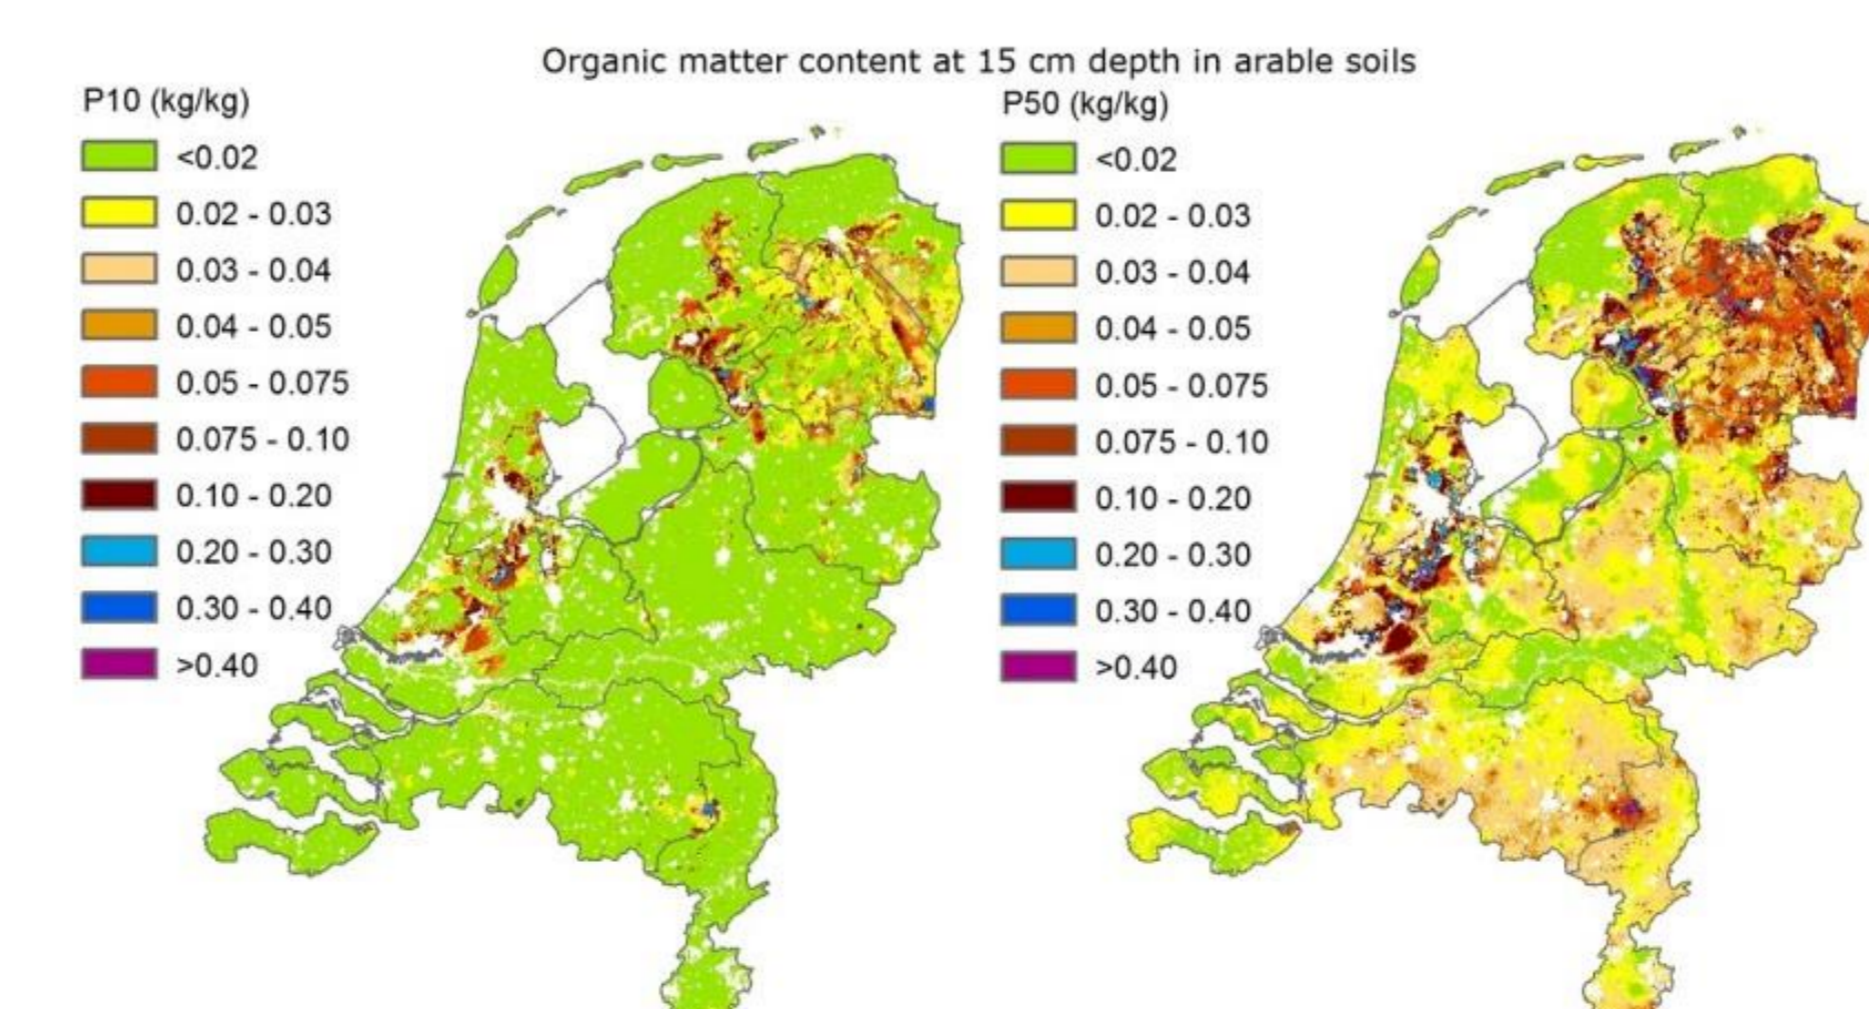 Organic matter content at 15 cm depth in arable soils
P10 (kg/kg)
<0.02
0.02 - 0.03
0.03 - 0.04
0.04 - 0.05
0.05 - 0.075
0.075 - 0.10
0.10 - 0.20
0.20 - 0.30
0.30 - 0.40
>0.40
P50 (kg/kg)
<0.02
0.02 - 0.03
0.03 - 0.04
0.04 - 0.05
0.05 - 0.075
0.075 - 0.10
0.10 - 0.20
0.20 - 0.30
0.30 - 0.40
>0.40